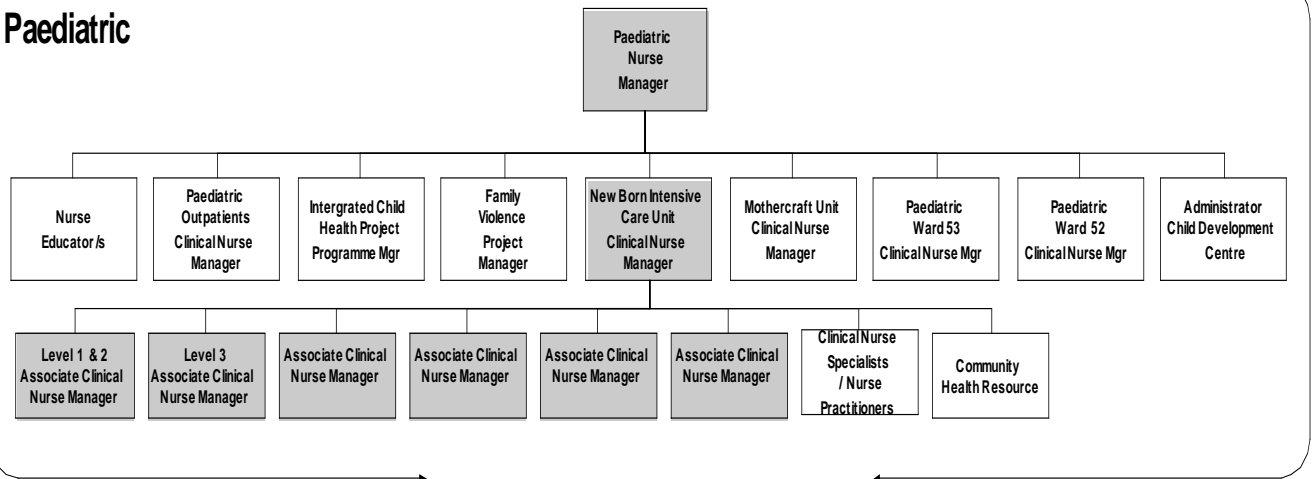 Paediatric
Paediatric
Nurse
Manager
Nurse
Educator /s
Paediatric
Outpatients
Clinical Nurse
Manager
Intergrated Child
Health Project
Programme Mgr
Family
Violence
Project
Manager
New Born Intensive
Care Unit
Clinical Nurse
Manager
Mothercraft Unit
Clinical Nurse
Manager
Paediatric
Ward 53
Clinical Nurse Mgr
Paediatric
Ward 52
Clinical Nurse Mgr
Administrator
Child Development
Centre
Level 1 & 2
Associate Clinical
Nurse Manager
Level 3
Associate Clinical
Nurse Manager
Associate Clinical
Nurse Manager
Associate Clinical
Nurse Manager
Associate Clinical
Nurse Manager
Associate Clinical
Nurse Manager
Clinical Nurse
Specialists
/ Nurse
Practitioners
Community
Health Resource